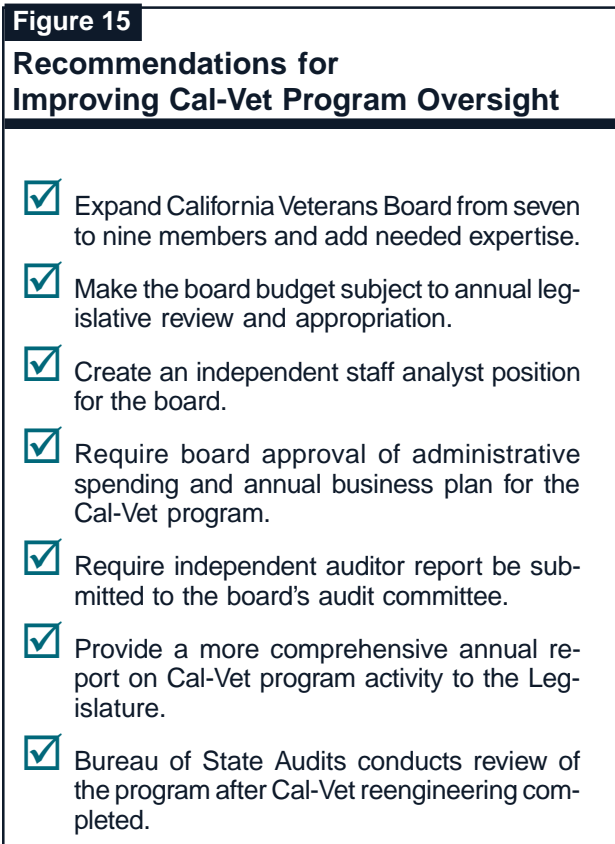 Figure 15
Recommendations for
Improving Cal-Vet Program Oversight
Expand California Veterans Board from seven
to nine members and add needed expertise.
Make the board budget subject to annual leg-
islative review and appropriation.
Create an independent staff analyst position
for the board.
Require board approval of administrative
spending and annual business plan for the
Cal-Vet program.
Require independent auditor report be sub-
mitted to the board's audit committee.
Provide a more comprehensive annual re-
port on Cal-Vet program activity to the Leg-
islature.
Bureau of State Audits conducts review of
the program after Cal-Vet reengineering com-
pleted.